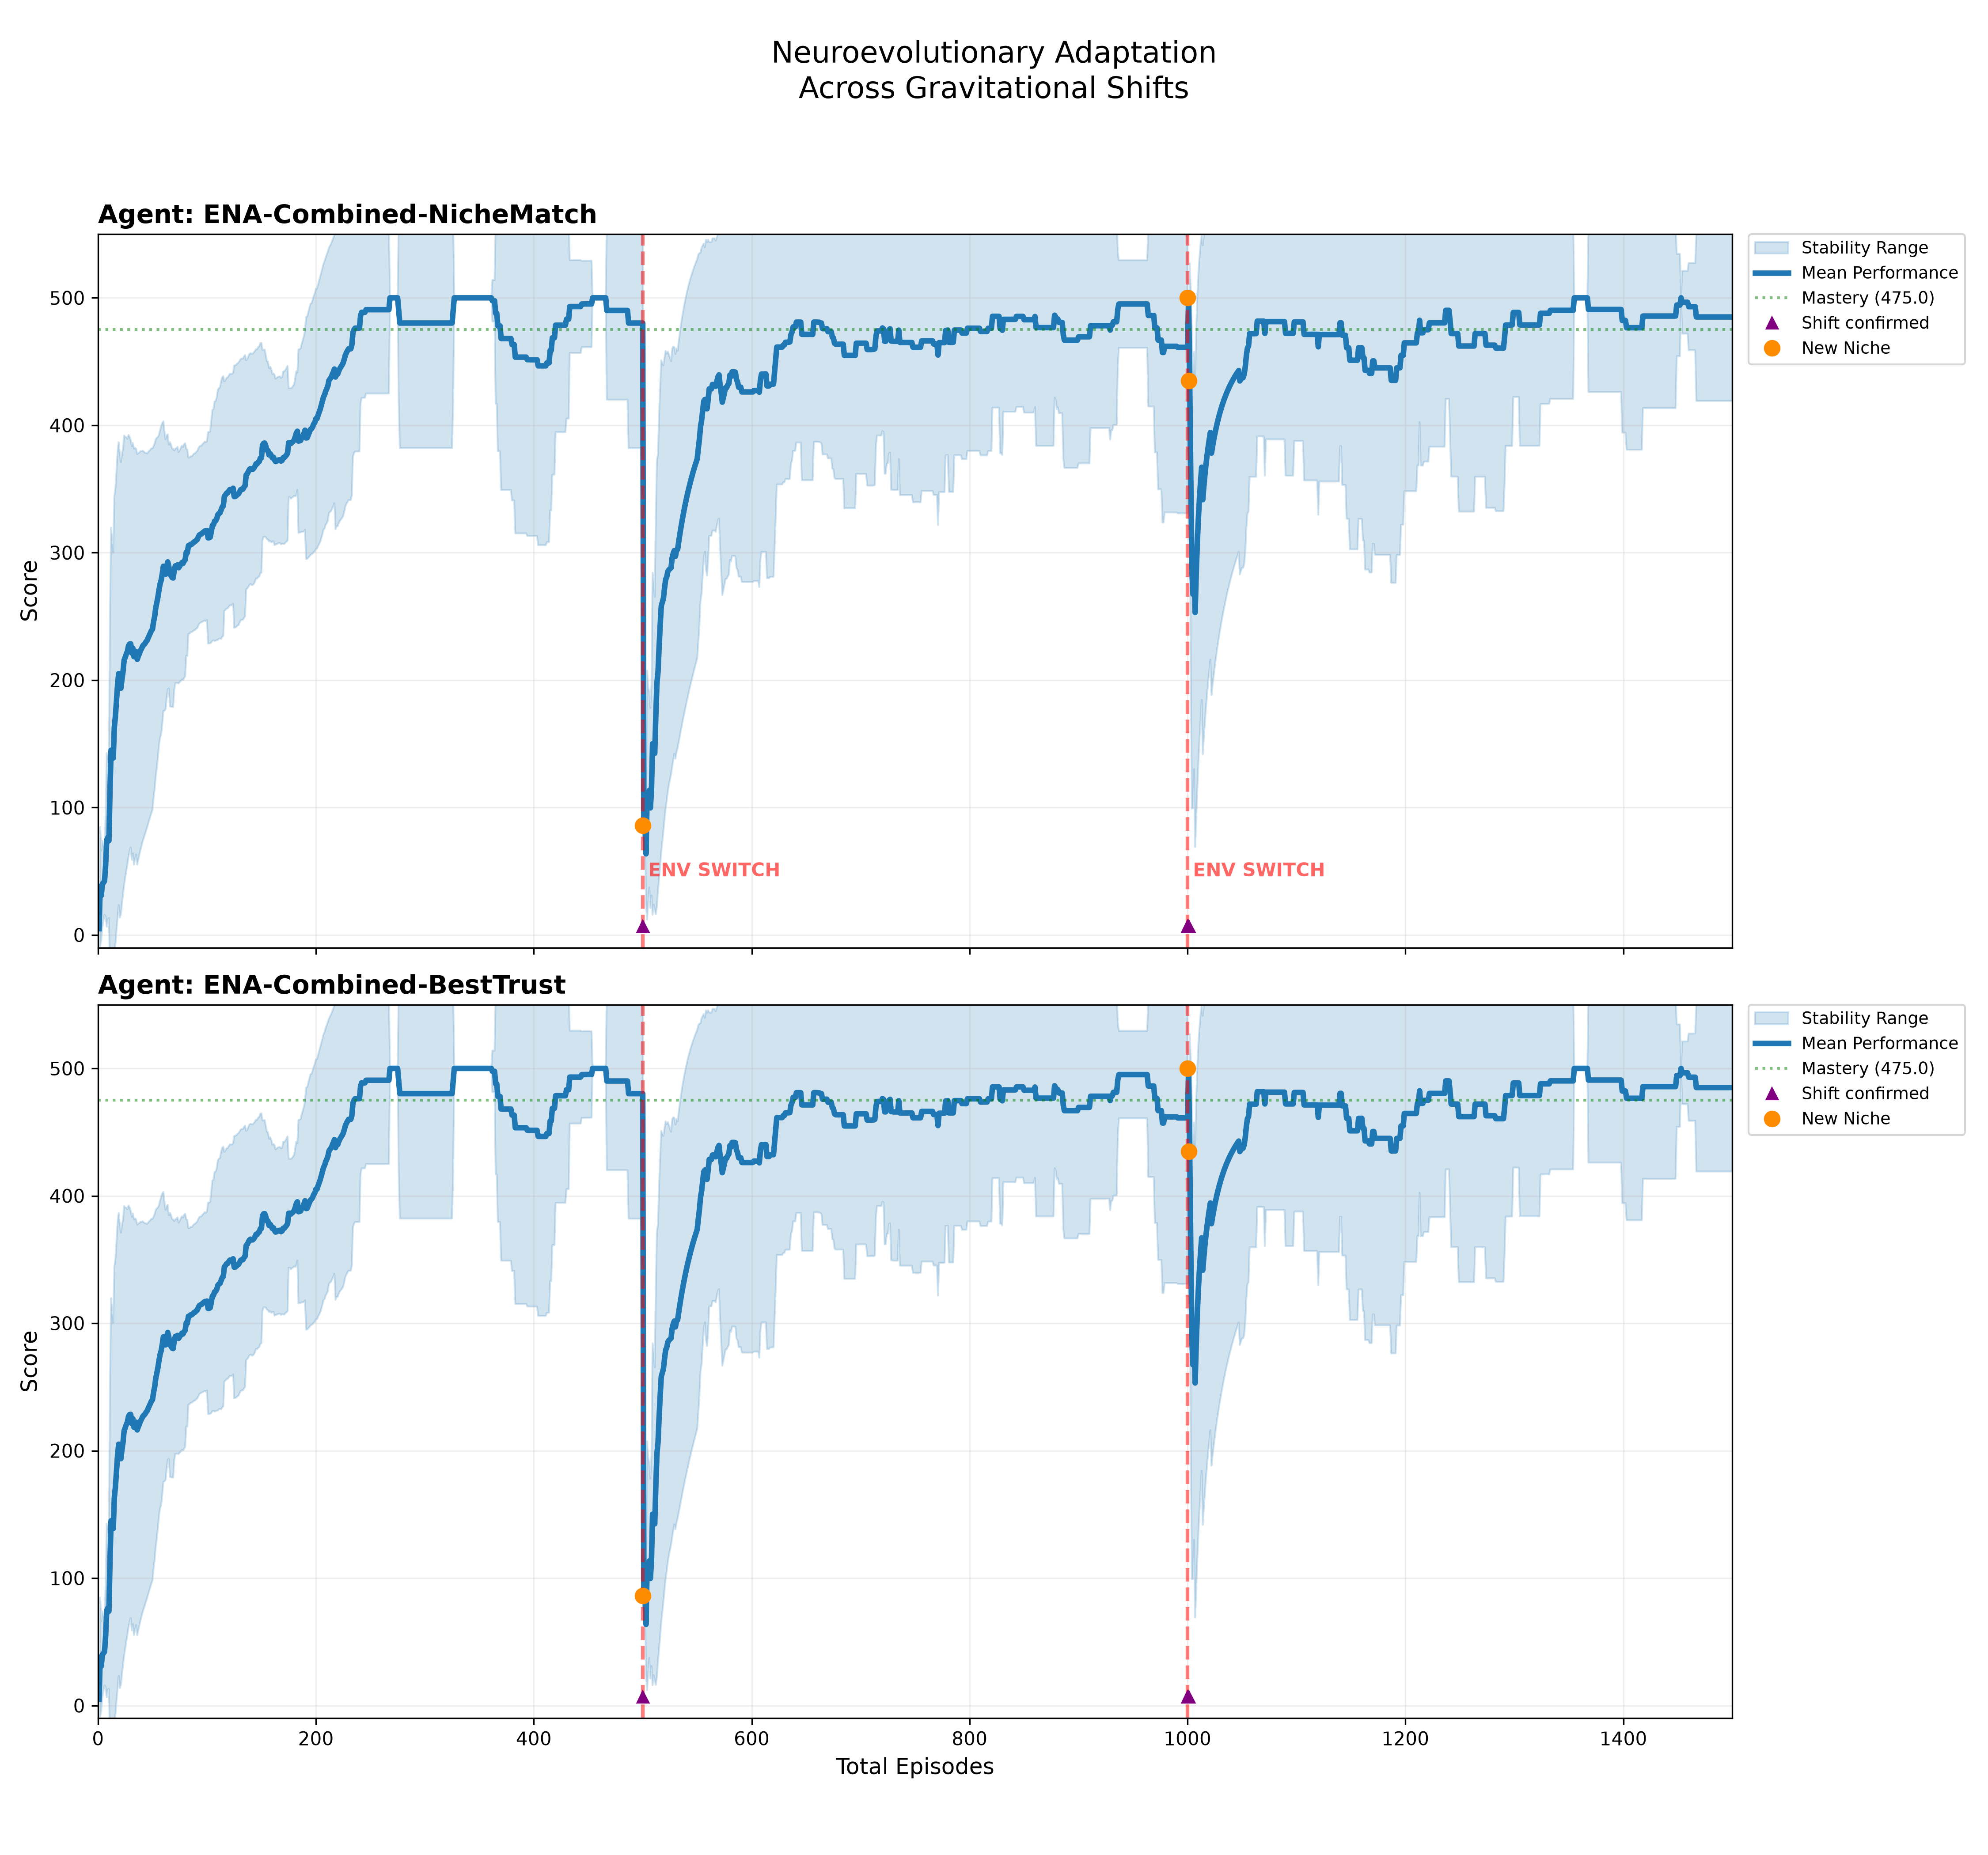 Neuroevolutionary Adaptation
Across Gravitational Shifts
Agent: ENA-Combined-NicheMatch
Score
500
400
300
200
100
0
ENV SWITCH
ENV SWITCH
Stability Range
Mean Performance
Mastery (475.0)
Shift confirmed
New Niche
Agent: ENA-Combined-BestTrust
Score
500
400
300
200
100
0
Stability Range
Mean Performance
Mastery (475.0)
Shift confirmed
New Niche
0 200 400 600 800 1000 1200 1400
Total Episodes